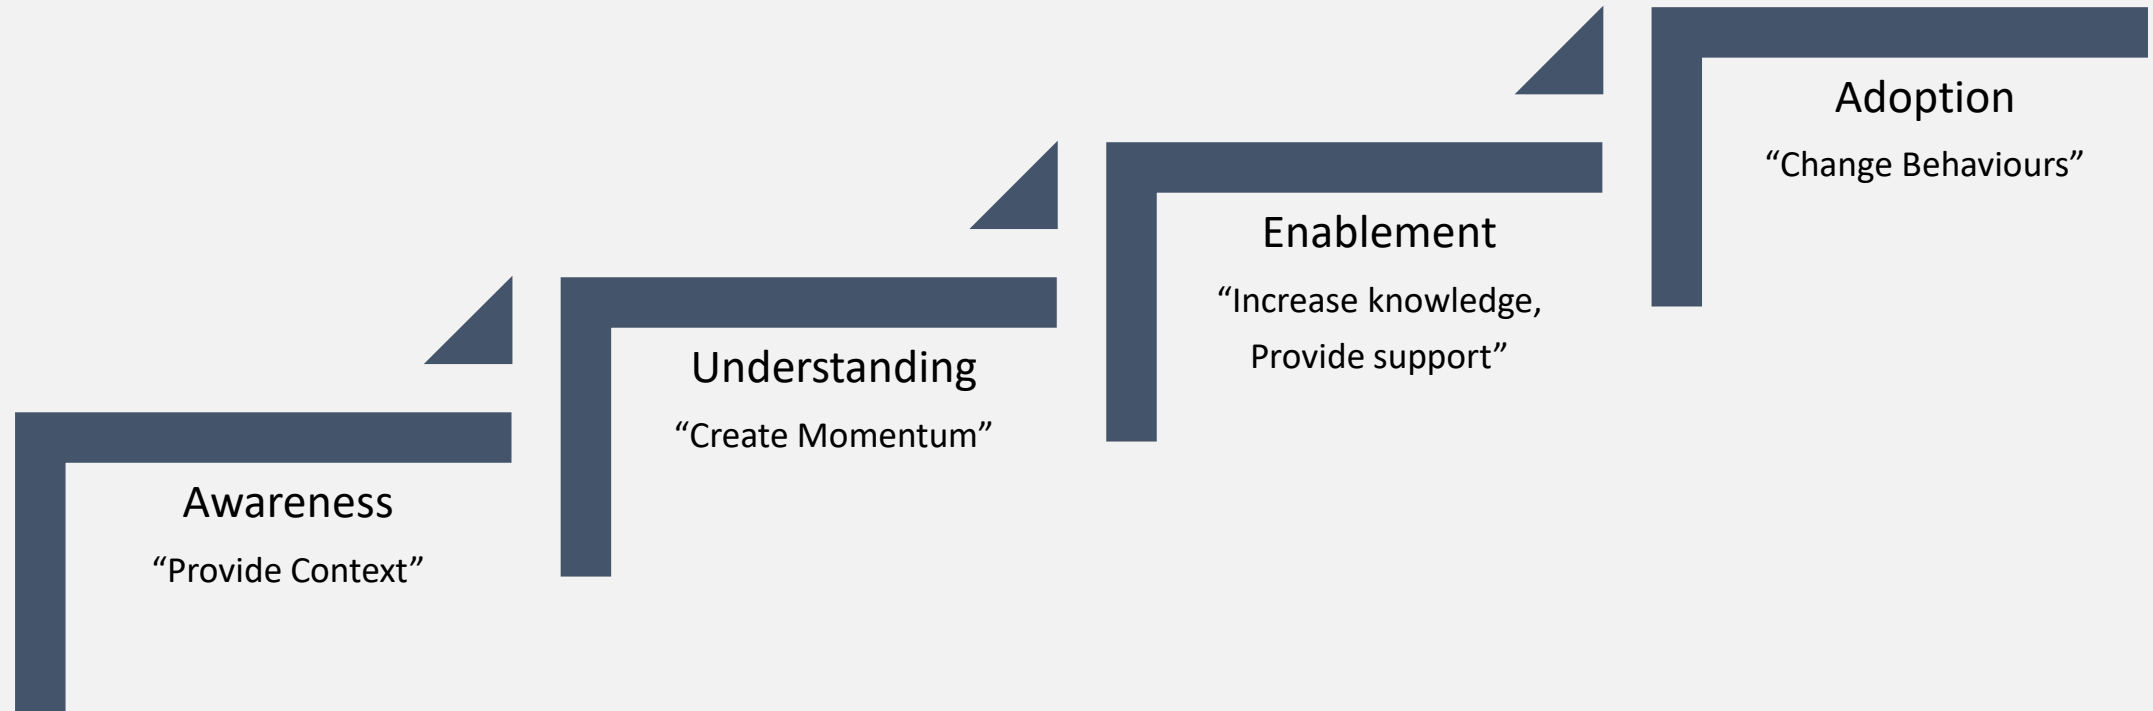 Awareness
“Provide Context”
Understanding
“Create Momentum”
Enablement
“Increase knowledge,
Provide support”
Adoption
“Change Behaviours”